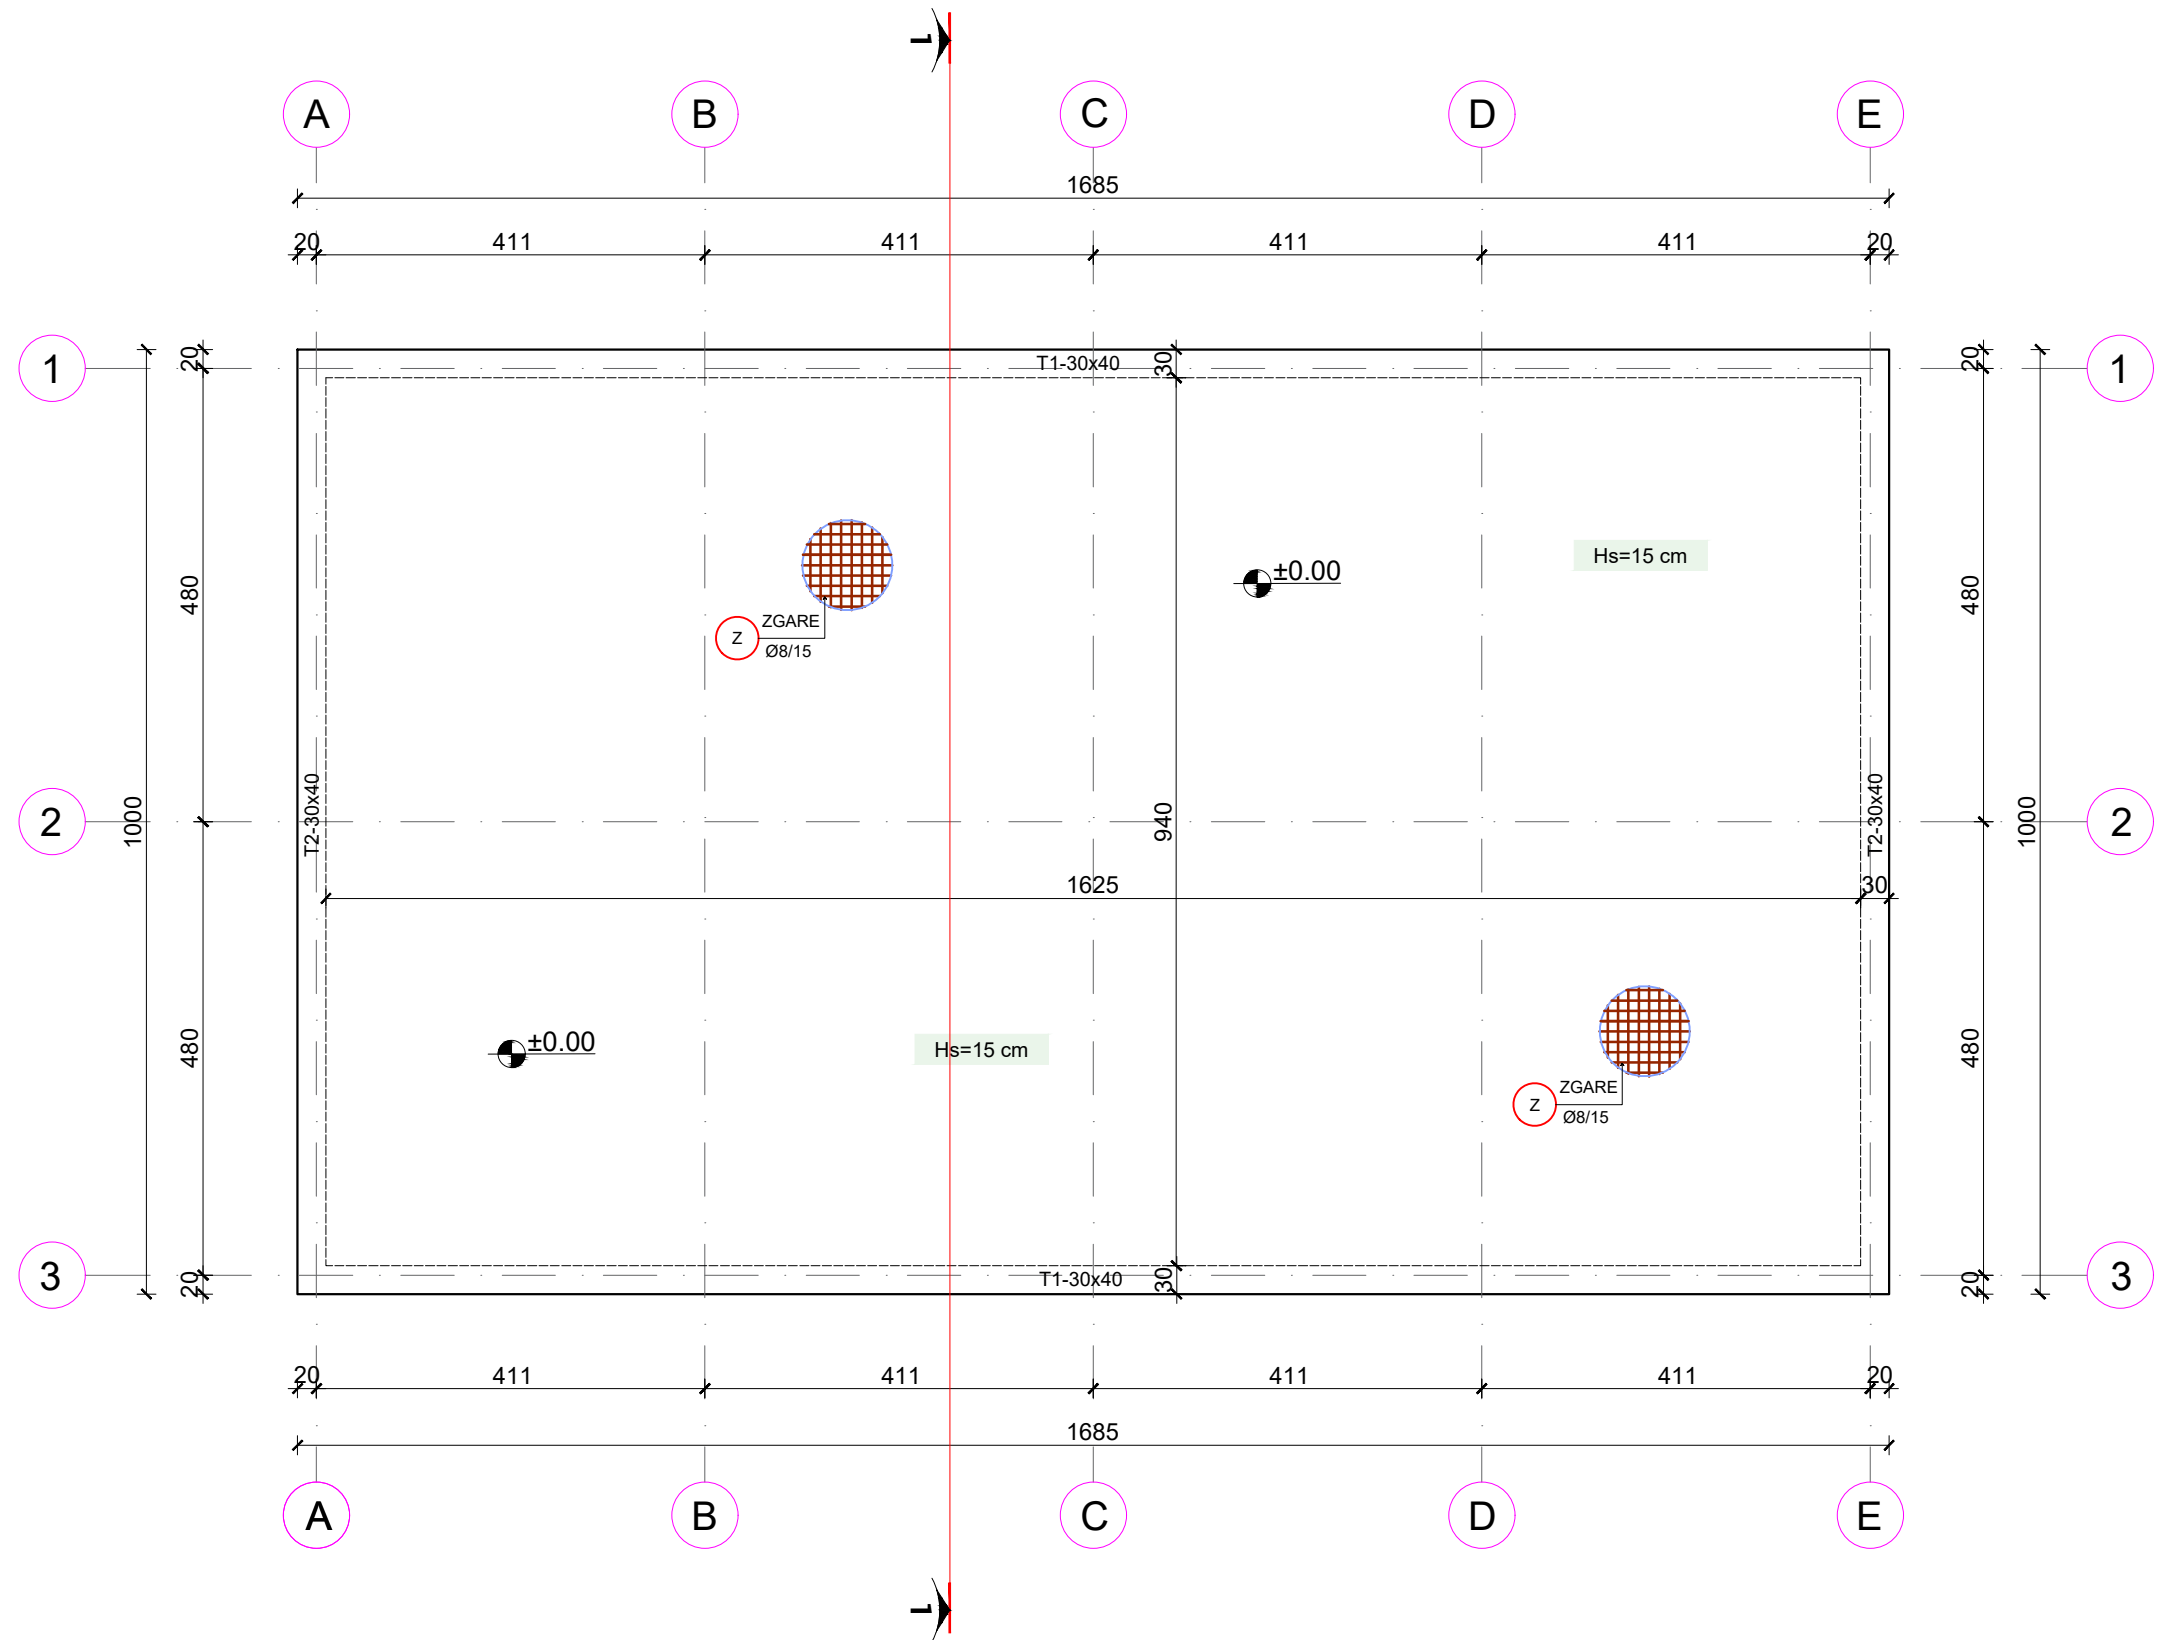 1
A B C D E
1685
20 411 411 411 411 20
1 20 T1-30x40 30 20 1
Hs=15 cm
±0.00
480 480
ZGARE
Z
Ø8/15
2 1000 T2-30x40 940 T2-30x40 1000 2
1625 30
±0.00
Hs=15 cm
480 480
ZGARE
Z
Ø8/15
3 20 T1-30x40 30 20 3
20 411 411 411 411 20
1685
A B C D E
1